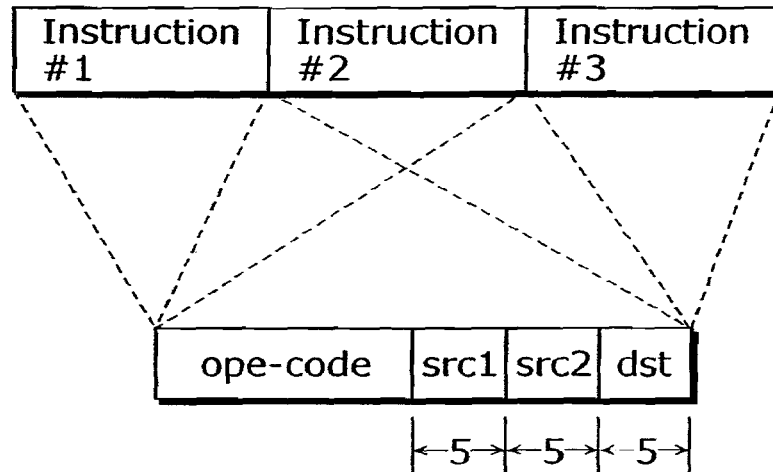 Instruction #1
Instruction #2
Instruction #3
ope-code src1 src2 dst
5 5 5